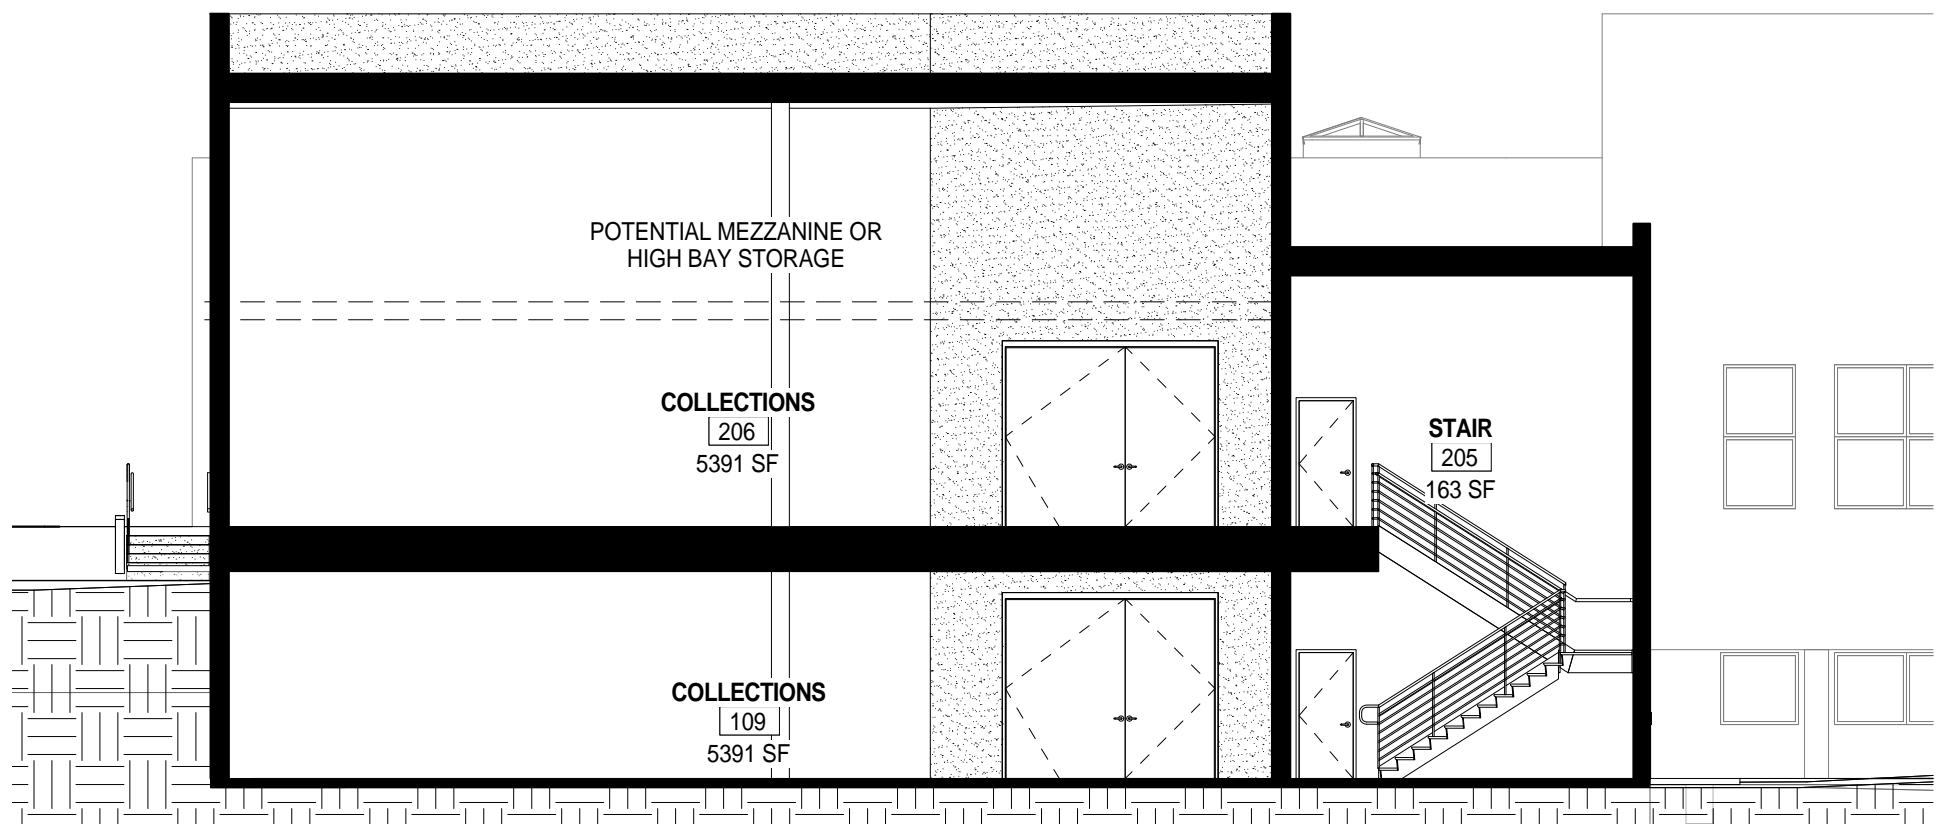 POTENTIAL MEZZANINE OR
HIGH BAY STORAGE
COLLECTIONS
206
5391 SF
STAIR
205
163 SF
COLLECTIONS
109
5391 SF